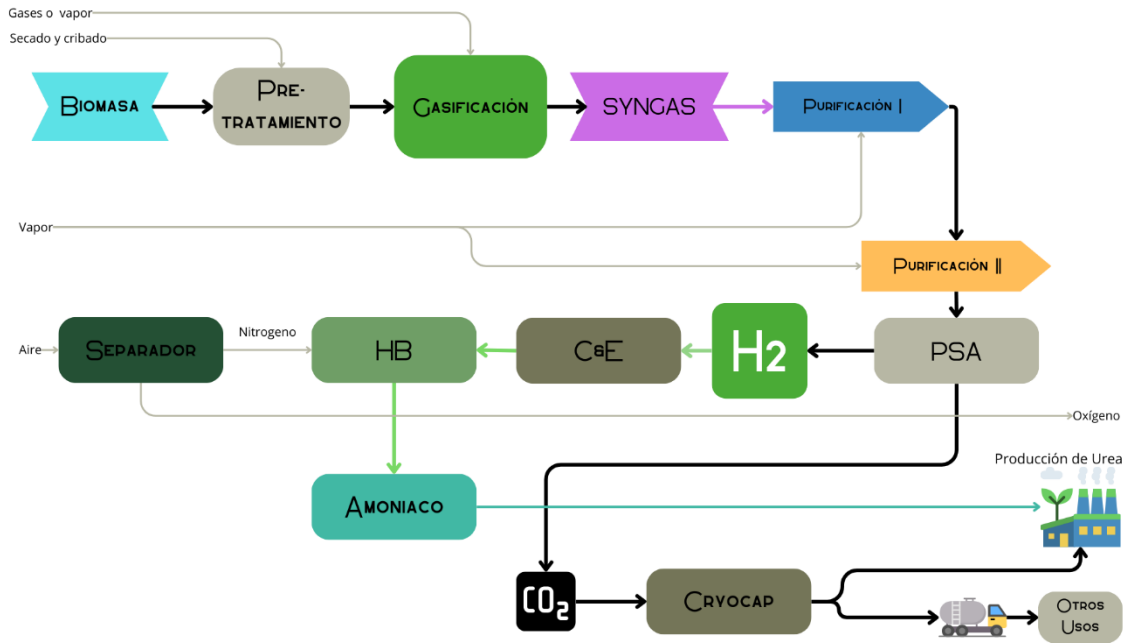 Gases o vapor
Secado y cribado
BIOMASA
PRE-
TRATAMIENTO
GASIFICACIÓN
SYNGAS
PURIFICACIÓN I
Vapor
PURIFICACIÓN II
Aire
SEPARADOR
Nitrogeno
HB
C&E
H2
PSA
Oxígeno
Producción de Urea
AMONIACO
CO2
CRYOCAP
OTROS
USOS